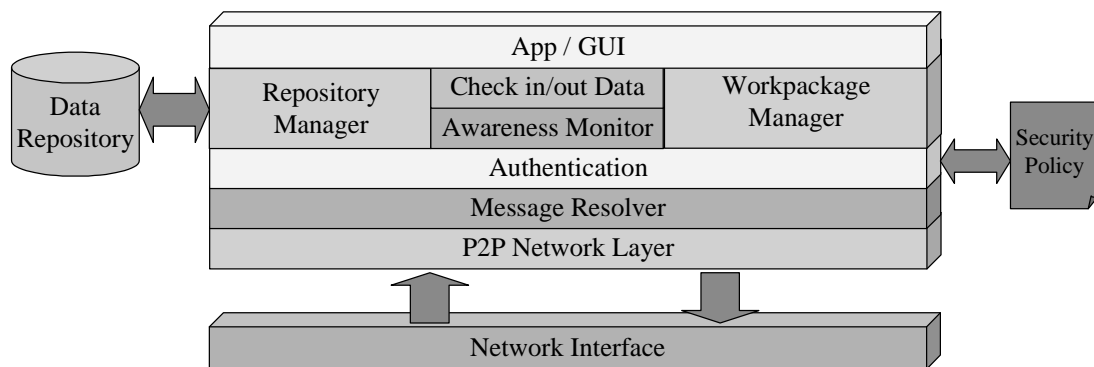 App / GUI
Data
Repository
Repository
Manager
Check in/out Data
Awareness Monitor
Workpackage
Manager
Security
Policy
Authentication
Message Resolver
P2P Network Layer
Network Interface